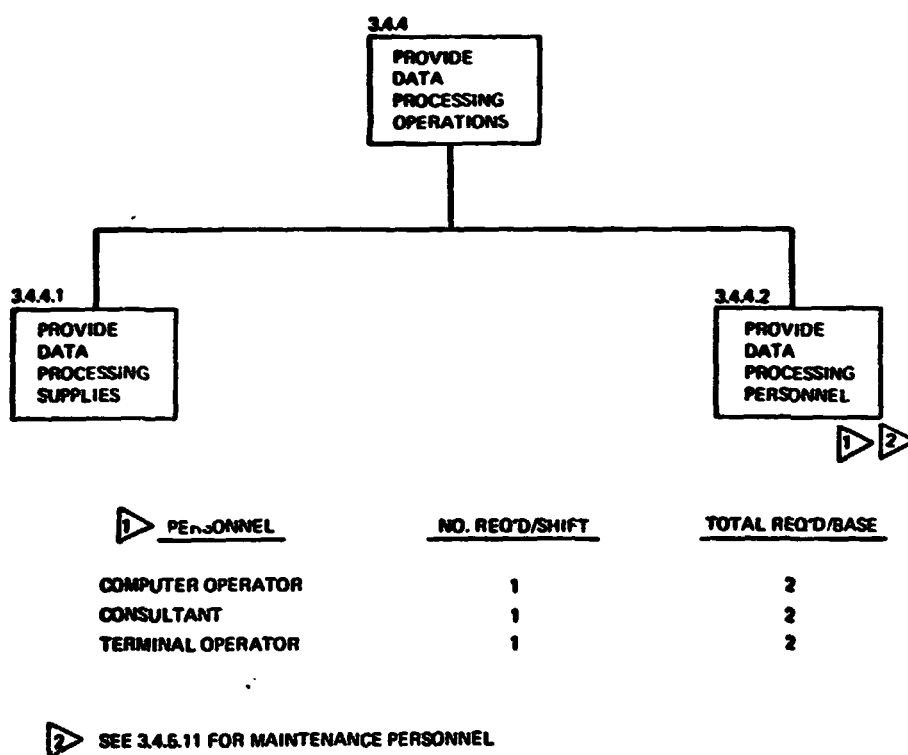 3.4.4
PROVIDE
DATA
PROCESSING
OPERATIONS
3.4.4.1
PROVIDE
DATA
PROCESSING
SUPPLIES
3.4.4.2
PROVIDE
DATA
PROCESSING
PERSONNEL
1 2
1 PERSONNEL NO. REQ'D/SHIFT TOTAL REQ'D/BASE
COMPUTER OPERATOR 1 2
CONSULTANT 1 2
TERMINAL OPERATOR 1 2
2 SEE 3.4.5.11 FOR MAINTENANCE PERSONNEL